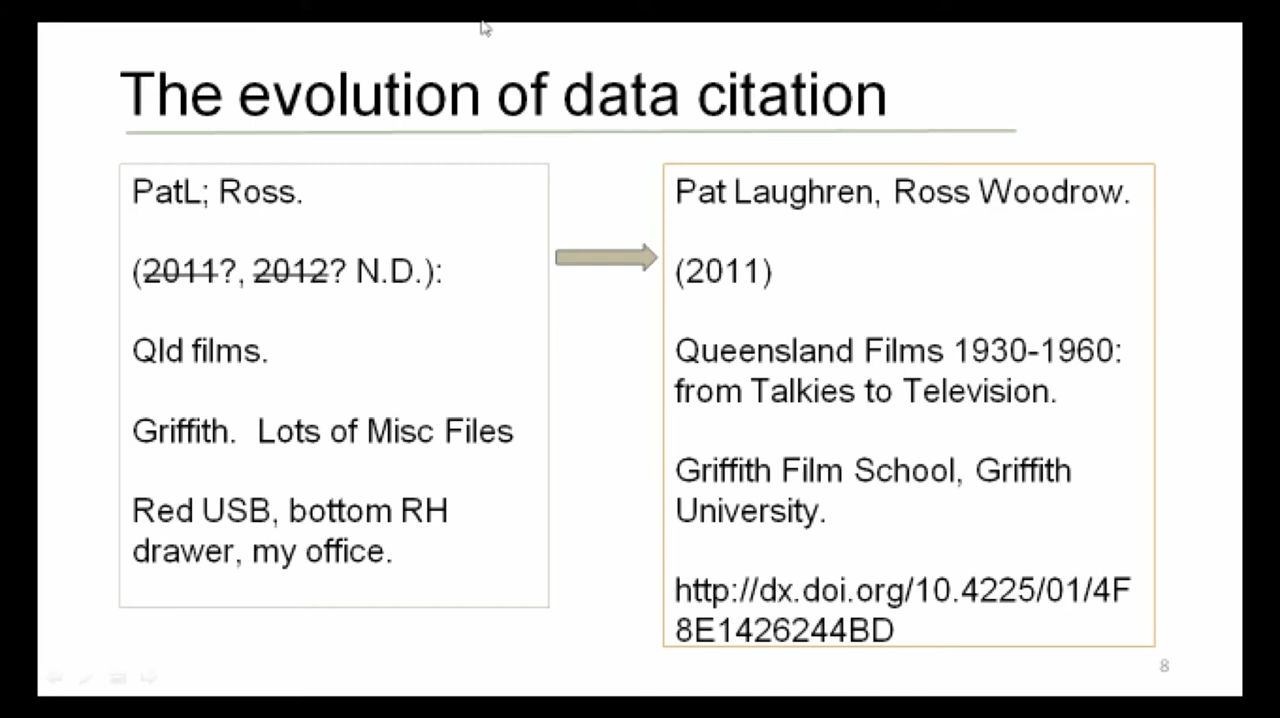 The evolution of data citation
PatL; Ross.
(2011?, 2012? N.D.):
Qld films.
Griffith.  Lots of Misc Files
Red USB, bottom RH
drawer, my office.
Pat Laughren, Ross Woodrow.
(2011)
Queensland Films 1930-1960:
from Talkies to Television.
Griffith Film School, Griffith
University.
http://dx.doi.org/10.4225/01/4F
8E1426244BD
8